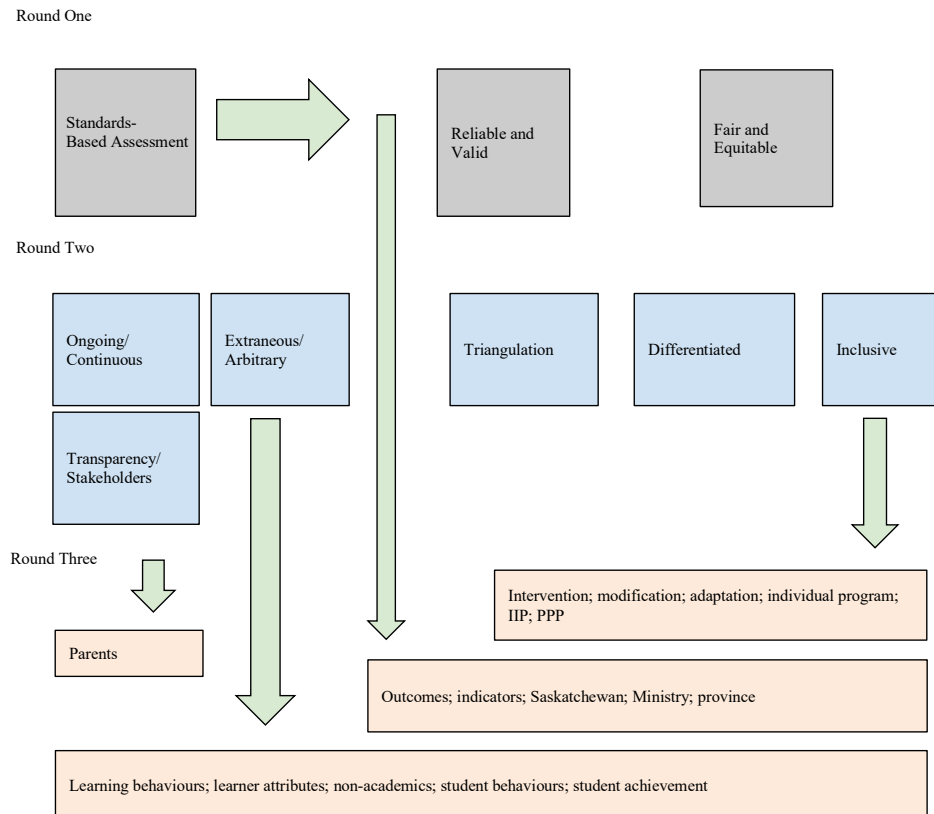 Round One
Standards-
Based Assessment
Reliable and
Valid
Fair and
Equitable
Round Two
Ongoing/
Continuous
Extraneous/
Arbitrary
Triangulation
Differentiated
Inclusive
Transparency/
Stakeholders
Round Three
Intervention; modification; adaptation; individual program;
IIP; PPP
Parents
Outcomes; indicators; Saskatchewan; Ministry; province
Learning behaviours; learner attributes; non-academics; student behaviours; student achievement